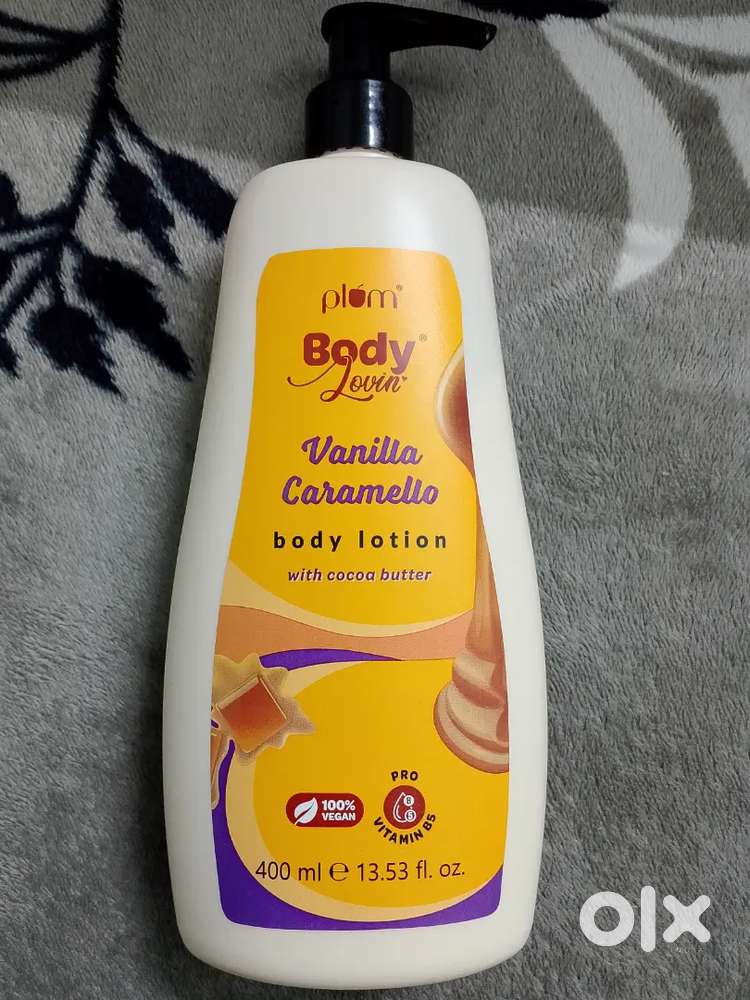 plum®
Body®
Lovin'
Vanilla
Caramello
body lotion
with cocoa butter
100%
VEGAN
PRO
VITAMIN B5
B
5
400 ml ℮ 13.53 fl. oz.
olx